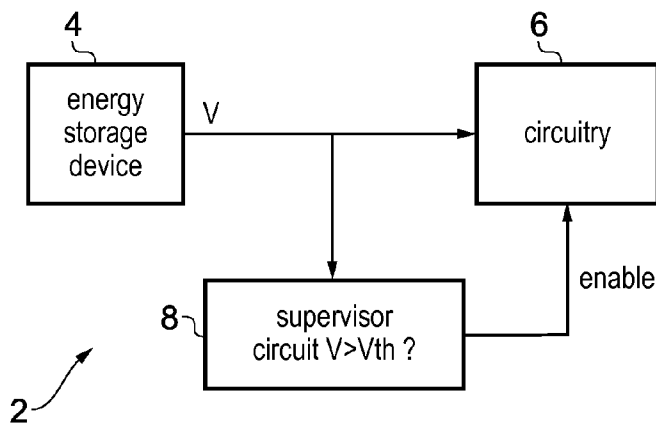 4
energy
storage
device
V
6
circuitry
enable
8
supervisor
circuit V>Vth ?
2